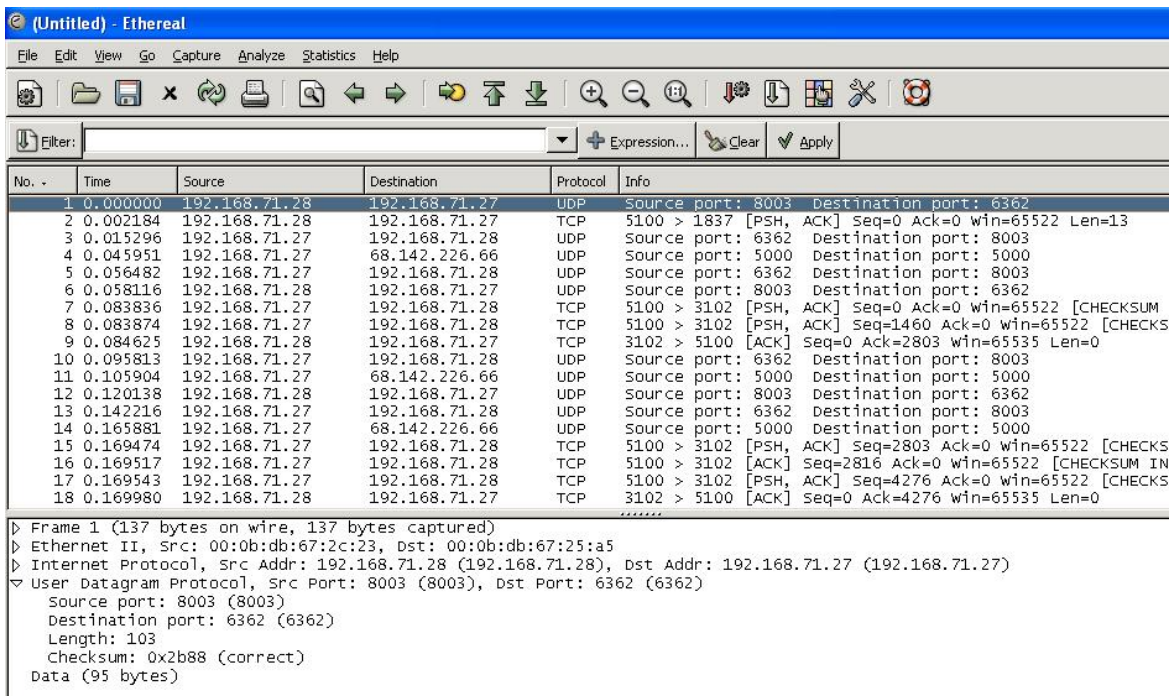 (Untitled) - Ethereal
File Edit View Go Capture Analyze Statistics Help
Filter: Expression... Clear Apply
No. Time Source Destination Protocol Info
1 0.000000 192.168.71.28 192.168.71.27 UDP Source port: 8003 Destination port: 6362
2 0.002184 192.168.71.28 192.168.71.27 TCP 5100 > 1837 [PSH, ACK] Seq=0 Ack=0 Win=65522 Len=13
3 0.015296 192.168.71.27 192.168.71.28 UDP Source port: 6362 Destination port: 8003
4 0.045951 192.168.71.27 68.142.226.66 UDP Source port: 5000 Destination port: 5000
5 0.056482 192.168.71.27 192.168.71.28 UDP Source port: 6362 Destination port: 8003
6 0.058116 192.168.71.28 192.168.71.27 UDP Source port: 8003 Destination port: 6362
7 0.083836 192.168.71.27 192.168.71.28 TCP 5100 > 3102 [PSH, ACK] Seq=0 Ack=0 Win=65522 [CHECKSUM
8 0.083874 192.168.71.27 192.168.71.28 TCP 5100 > 3102 [PSH, ACK] Seq=1460 Ack=0 Win=65522 [CHECKS
9 0.084625 192.168.71.28 192.168.71.27 TCP 3102 > 5100 [ACK] Seq=0 Ack=2803 Win=65535 Len=0
10 0.095813 192.168.71.27 192.168.71.28 UDP Source port: 6362 Destination port: 8003
11 0.105904 192.168.71.27 68.142.226.66 UDP Source port: 5000 Destination port: 5000
12 0.120138 192.168.71.28 192.168.71.27 UDP Source port: 8003 Destination port: 6362
13 0.142216 192.168.71.27 192.168.71.28 UDP Source port: 6362 Destination port: 8003
14 0.165881 192.168.71.27 68.142.226.66 UDP Source port: 5000 Destination port: 5000
15 0.169474 192.168.71.27 192.168.71.28 TCP 5100 > 3102 [PSH, ACK] Seq=2803 Ack=0 Win=65522 [CHECKS
16 0.169517 192.168.71.27 192.168.71.28 TCP 5100 > 3102 [ACK] Seq=2816 Ack=0 Win=65522 [CHECKSUM IN
17 0.169543 192.168.71.27 192.168.71.28 TCP 5100 > 3102 [PSH, ACK] Seq=4276 Ack=0 Win=65522 [CHECKS
18 0.169980 192.168.71.28 192.168.71.27 TCP 3102 > 5100 [ACK] Seq=0 Ack=4276 Win=65535 Len=0
Frame 1 (137 bytes on wire, 137 bytes captured)
Ethernet II, Src: 00:0b:db:67:2c:23, Dst: 00:0b:db:67:25:a5
Internet Protocol, Src Addr: 192.168.71.28 (192.168.71.28), Dst Addr: 192.168.71.27 (192.168.71.27)
User Datagram Protocol, Src Port: 8003 (8003), Dst Port: 6362 (6362)
Source port: 8003 (8003)
Destination port: 6362 (6362)
Length: 103
Checksum: 0x2b88 (correct)
Data (95 bytes)